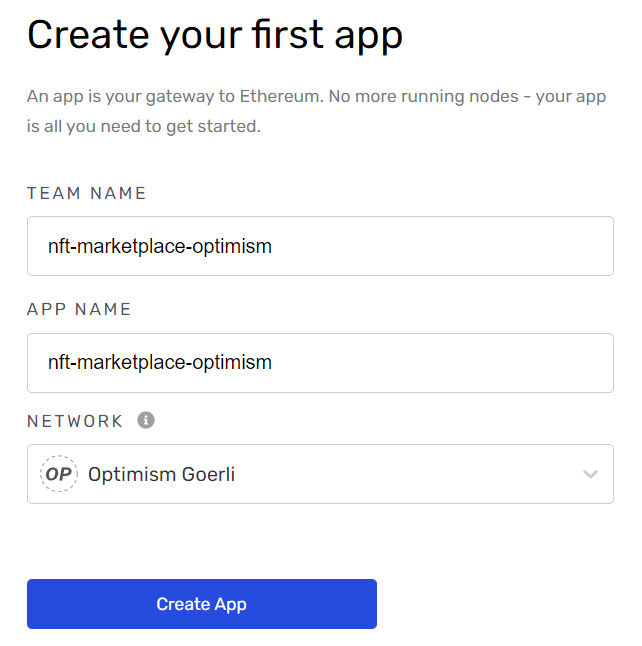 Create your first app
An app is your gateway to Ethereum. No more running nodes - your app
is all you need to get started.
TEAM NAME
nft-marketplace-optimism
APP NAME
nft-marketplace-optimism
NETWORK i
OP Optimism Goerli
Create App